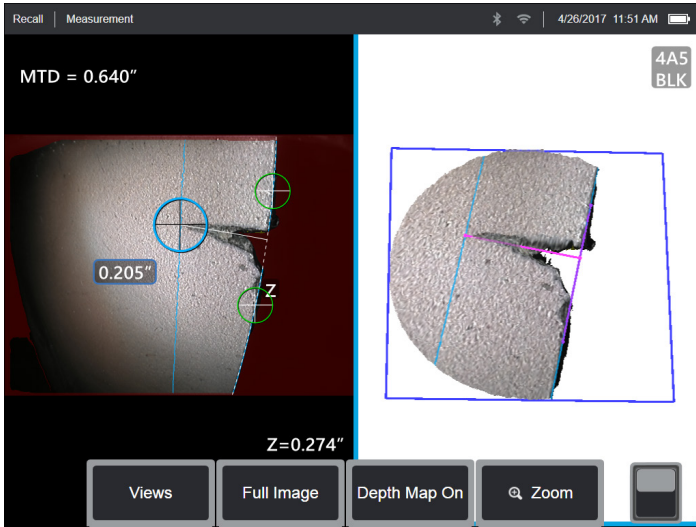 Recall | Measurement
4/26/2017 11:51 AM
MTD = 0.640″
4A5
BLK
0.205″
Z
Z=0.274″
Views
Full Image
Depth Map On
Zoom